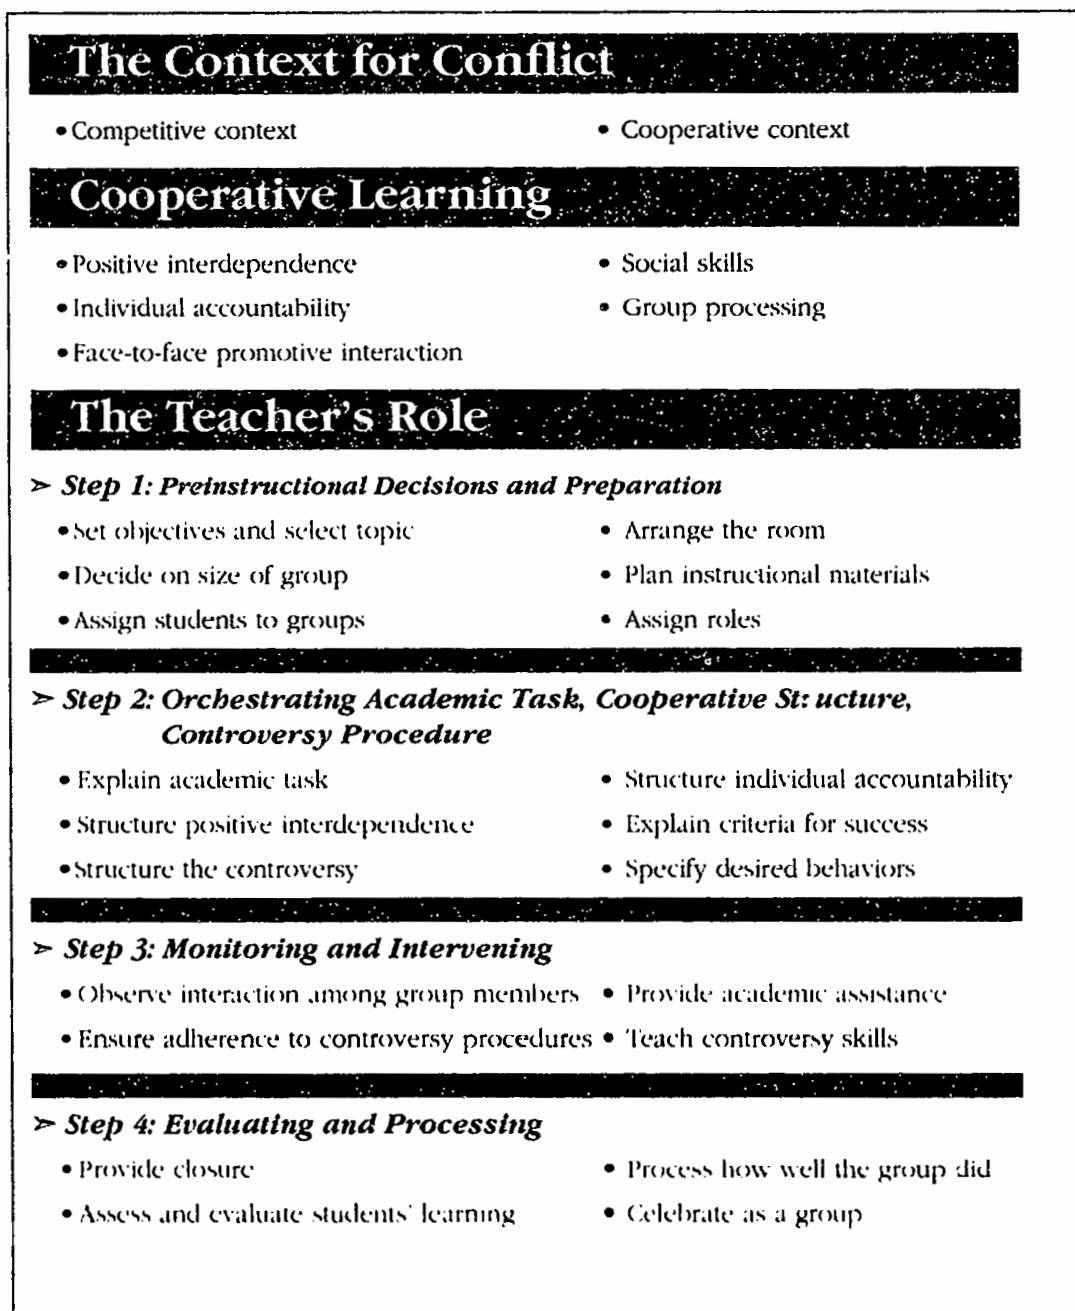 The Context for Conflict
• Competitive context
• Cooperative context
Cooperative Learning
• Positive interdependence
• Social skills
• Individual accountability
• Group processing
• Face-to-face promotive interaction
The Teacher's Role
➢ Step 1: Preinstructional Decisions and Preparation
• Set objectives and select topic
• Arrange the room
• Decide on size of group
• Plan instructional materials
• Assign students to groups
• Assign roles
➢ Step 2: Orchestrating Academic Task, Cooperative St: ucture,
Controversy Procedure
• Explain academic task
• Structure individual accountability
• Structure positive interdependence
• Explain criteria for success
• Structure the controversy
• Specify desired behaviors
➢ Step 3: Monitoring and Intervening
• Observe interaction among group members
• Provide academic assistance
• Ensure adherence to controversy procedures
• Teach controversy skills
➢ Step 4: Evaluating and Processing
• Provide closure
• Process how well the group did
• Assess and evaluate students' learning
• Celebrate as a group